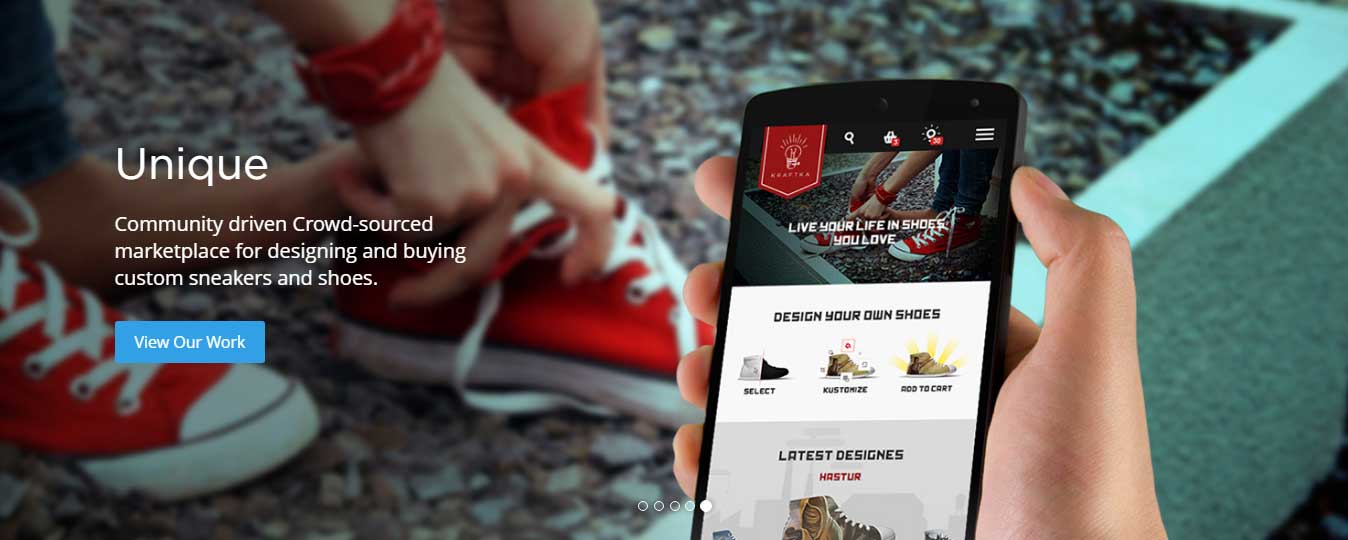 Unique
Community driven Crowd-sourced
marketplace for designing and buying
custom sneakers and shoes.
View Our Work
KRAFTKA
3
30
LIVE YOUR LIFE IN SHOES
YOU LOVE
DESIGN YOUR OWN SHOES
SELECT KUSTOMIZE ADD TO CART
LATEST DESIGNES
HASTUR